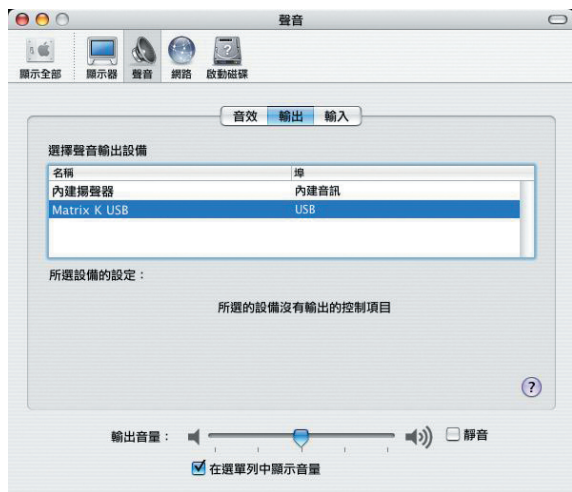 聲音
顯示全部 顯示器 聲音 網路 啟動磁碟
音效 輸出 輸入
選擇聲音輸出設備
名稱 埠
內建揚聲器 內建音訊
Matrix K USB USB
所選設備的設定：
所選的設備沒有輸出的控制項目
?
輸出音量： 靜音
在選單列中顯示音量